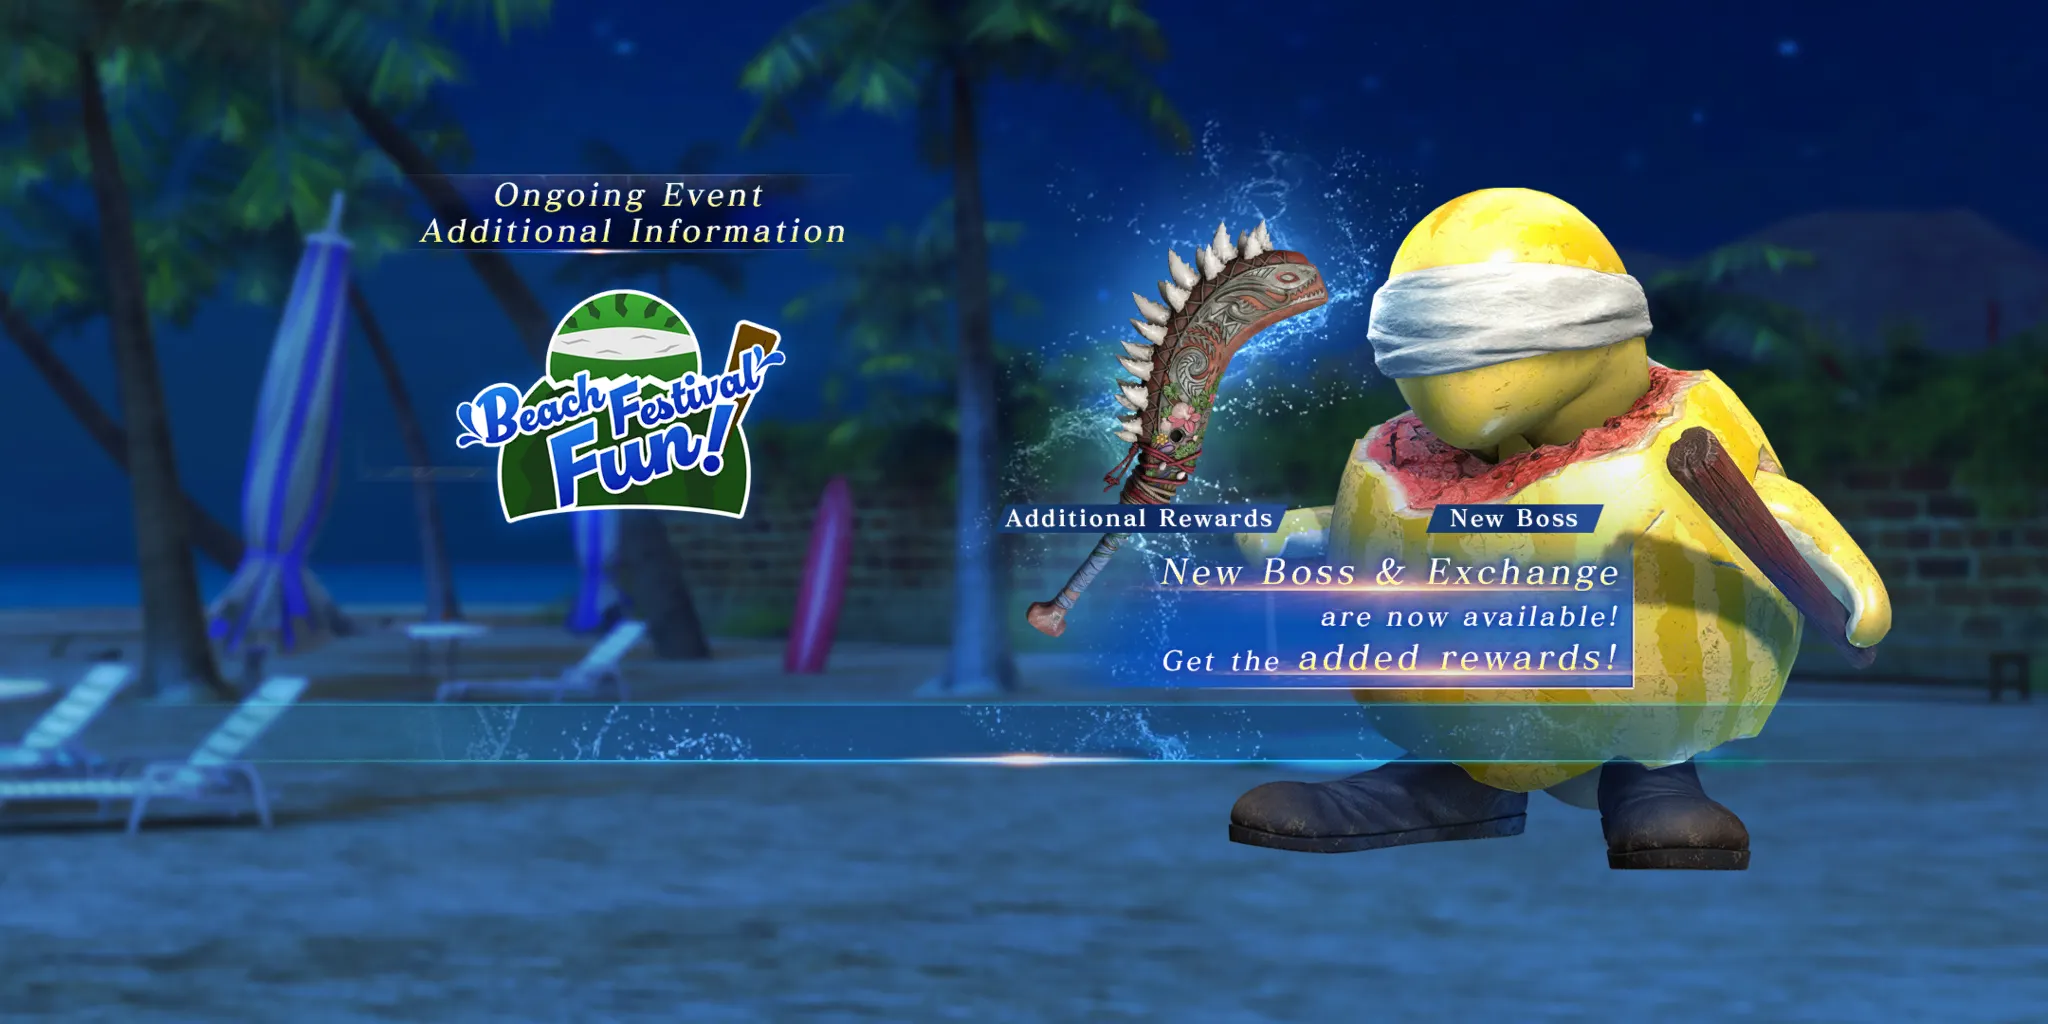 Ongoing Event
Additional Information
Beach Festival
Fun!
Additional Rewards
New Boss
New Boss & Exchange
are now available!
Get the added rewards!